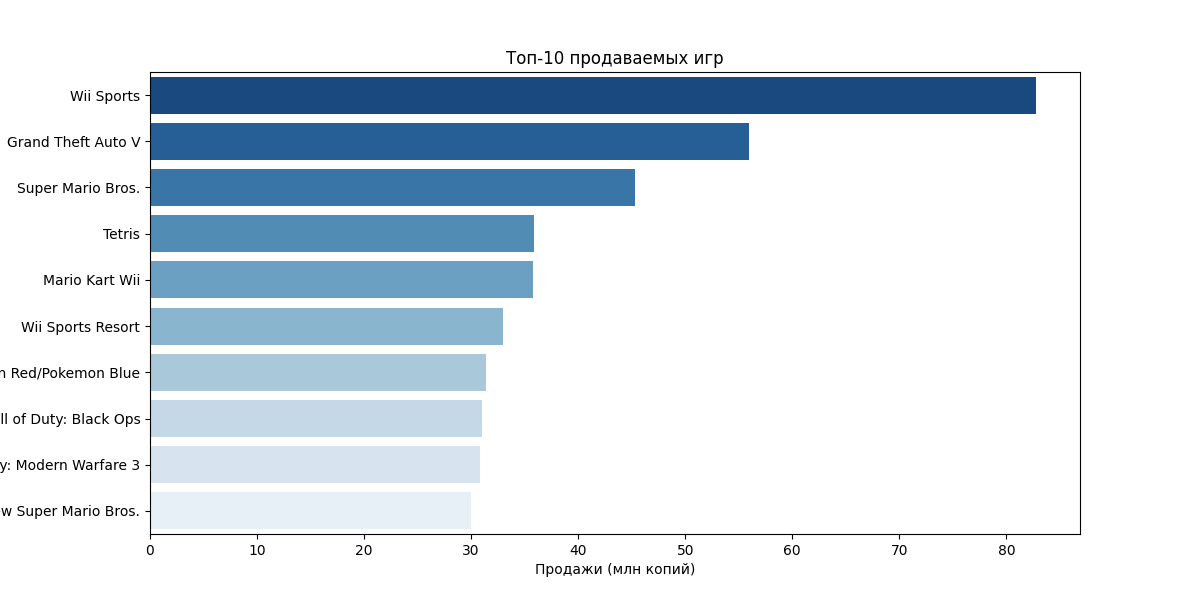 Топ-10 продаваемых игр
Wii Sports
Grand Theft Auto V
Super Mario Bros.
Tetris
Mario Kart Wii
Wii Sports Resort
n Red/Pokemon Blue
ll of Duty: Black Ops
y: Modern Warfare 3
w Super Mario Bros.
0 10 20 30 40 50 60 70 80
Продажи (млн копий)